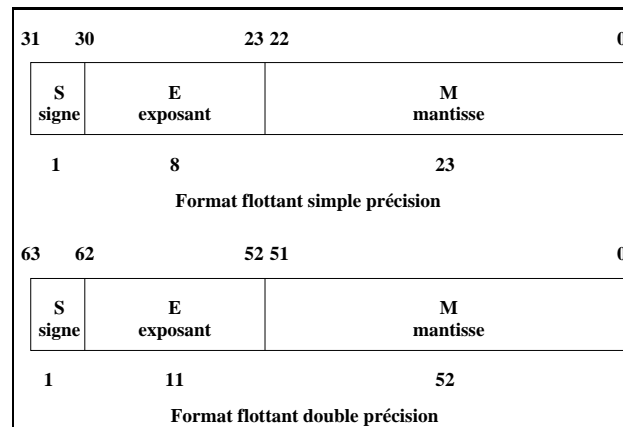 31 30 23 22 0
S E M
signe exposant mantisse
1 8 23
Format flottant simple précision
63 62 52 51 0
S E M
signe exposant mantisse
1 11 52
Format flottant double précision